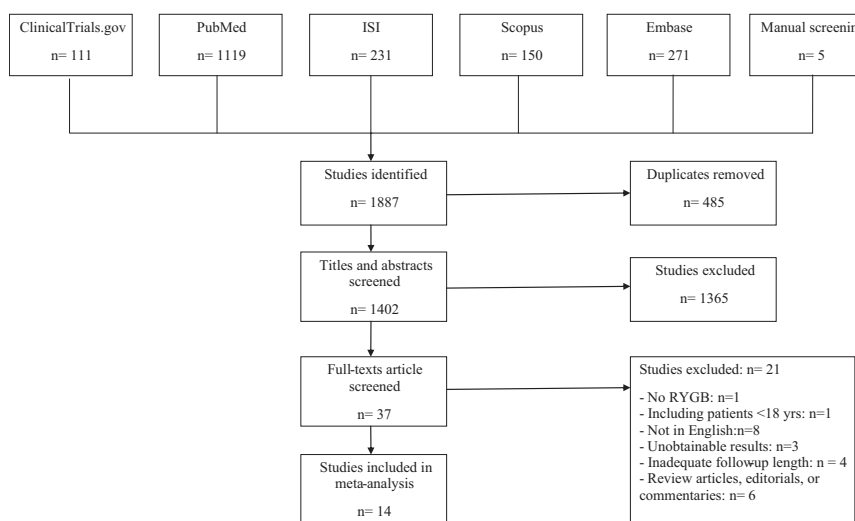 ClinicalTrials.gov
n= 111
PubMed
n= 1119
ISI
n= 231
Scopus
n= 150
Embase
n= 271
Manual screenin
n= 5
Studies identified
n= 1887
Duplicates removed
n= 485
Titles and abstracts
screened
n= 1402
Studies excluded
n= 1365
Full-texts article
screened
n= 37
Studies excluded: n= 21
- No RYGB: n=1
- Including patients <18 yrs: n=1
- Not in English:n=8
- Unobtainable results: n=3
- Inadequate follow-up length: n = 4
- Review articles, editorials, or
commentaries: n= 6
Studies included in
meta-analysis
n= 14